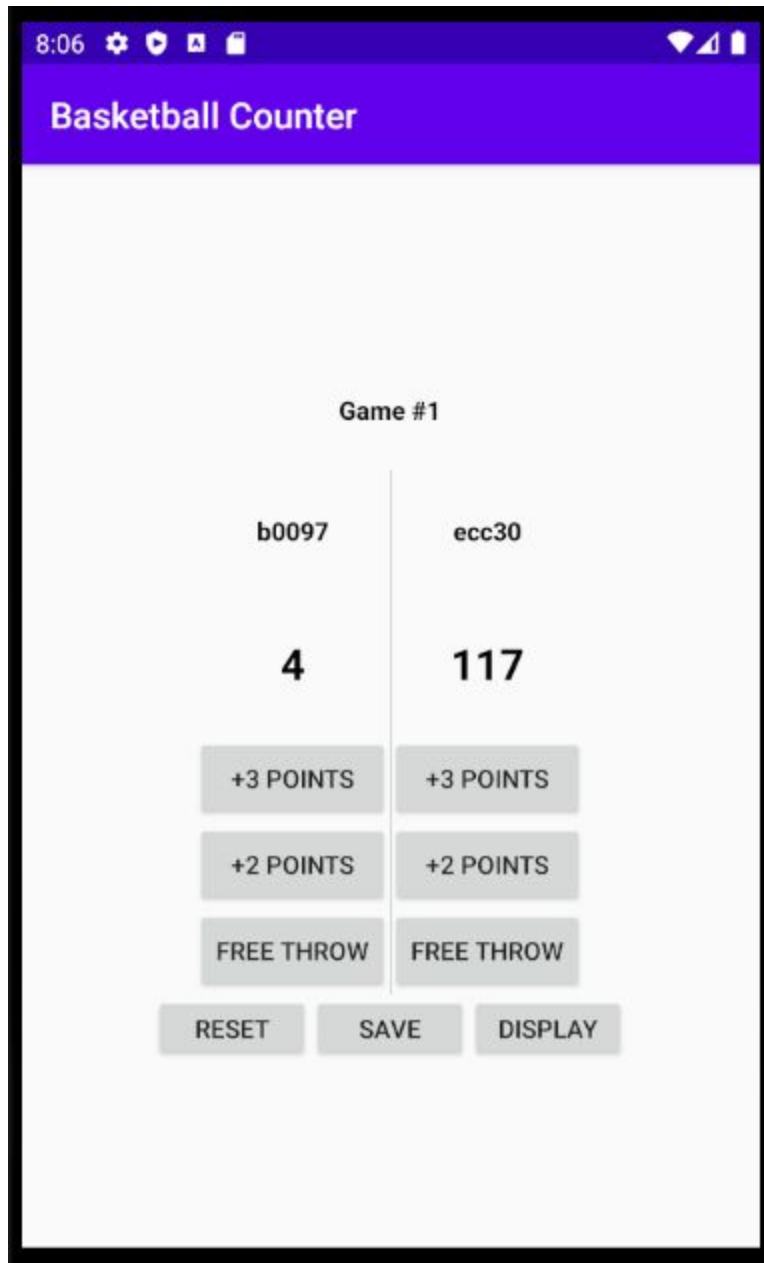 8:06
Basketball Counter
Game #1
b0097 ecc30
4 117
+3 POINTS +3 POINTS
+2 POINTS +2 POINTS
FREE THROW FREE THROW
RESET SAVE DISPLAY